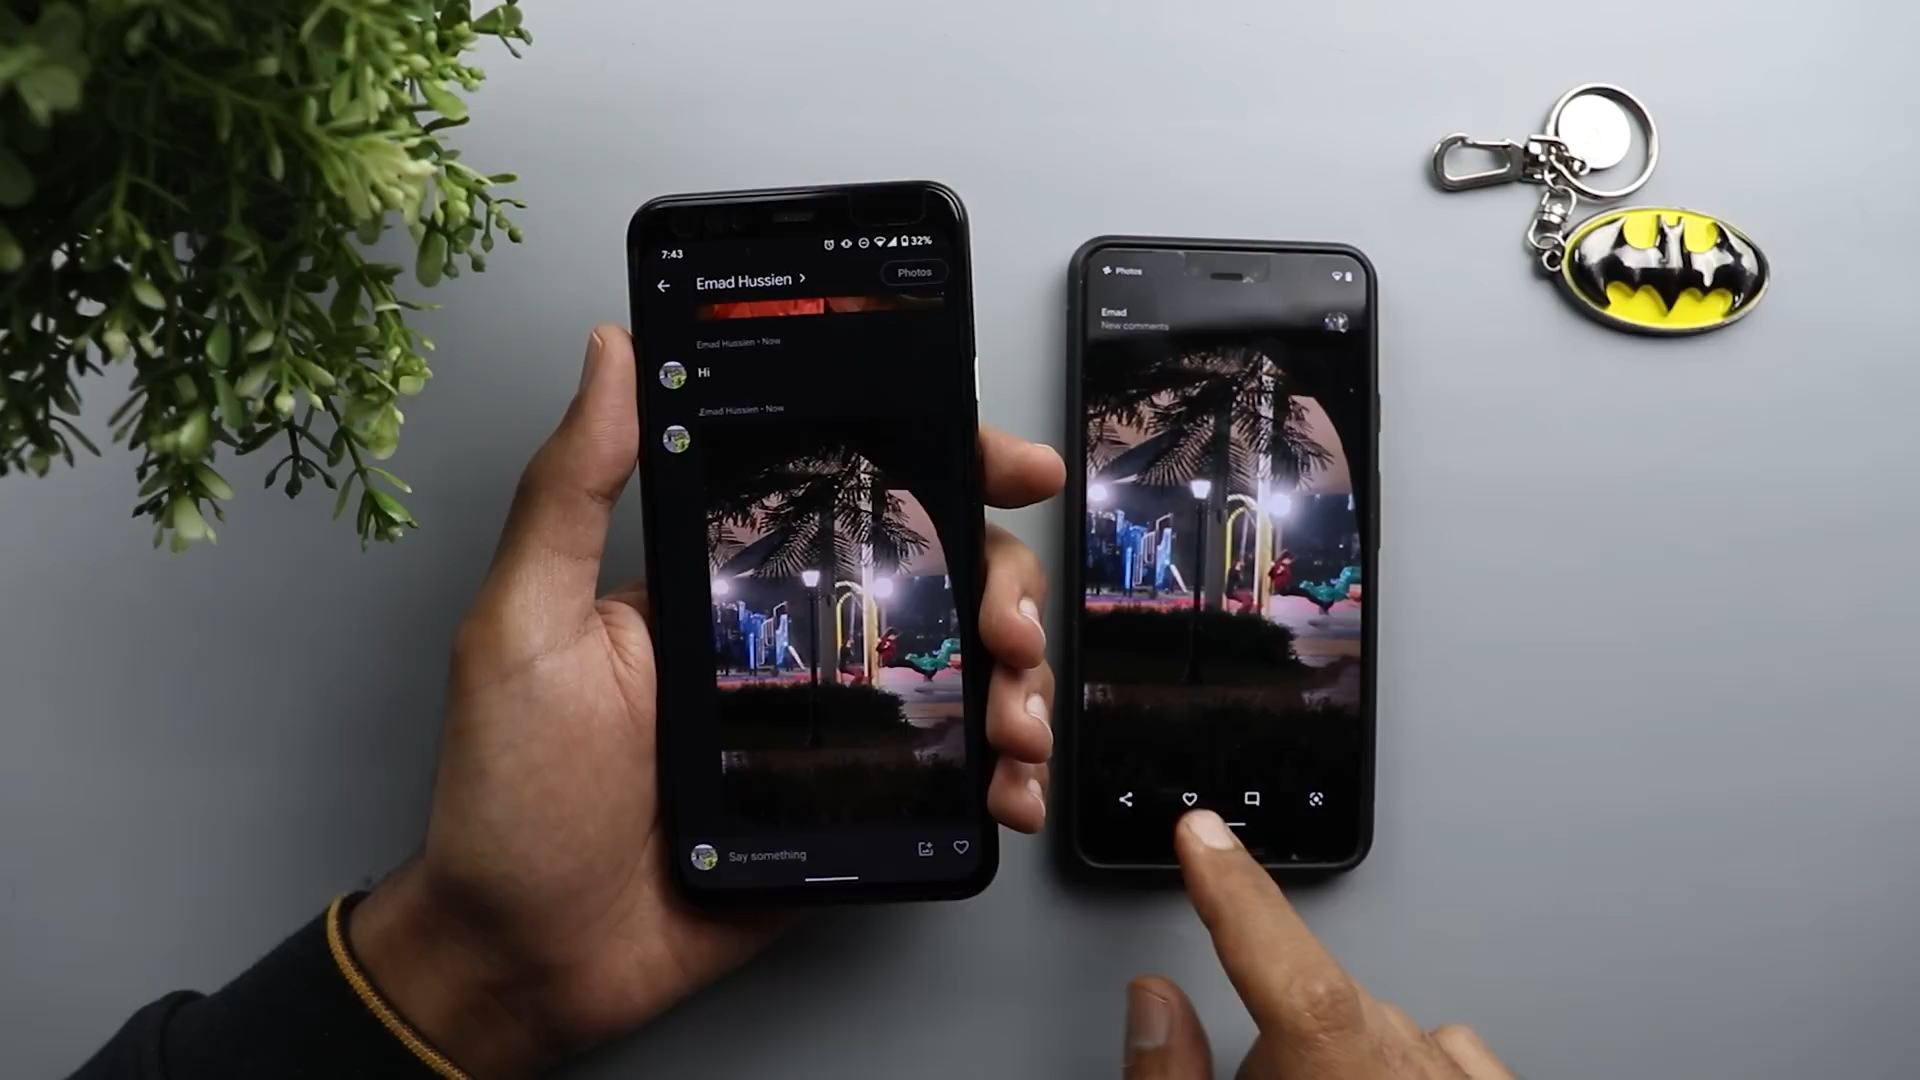 7:43
32%
Emad Hussien
Photos
Emad Hussien • Now
Hi
Emad Hussien • Now
Say something
Photos
Emad
New comments